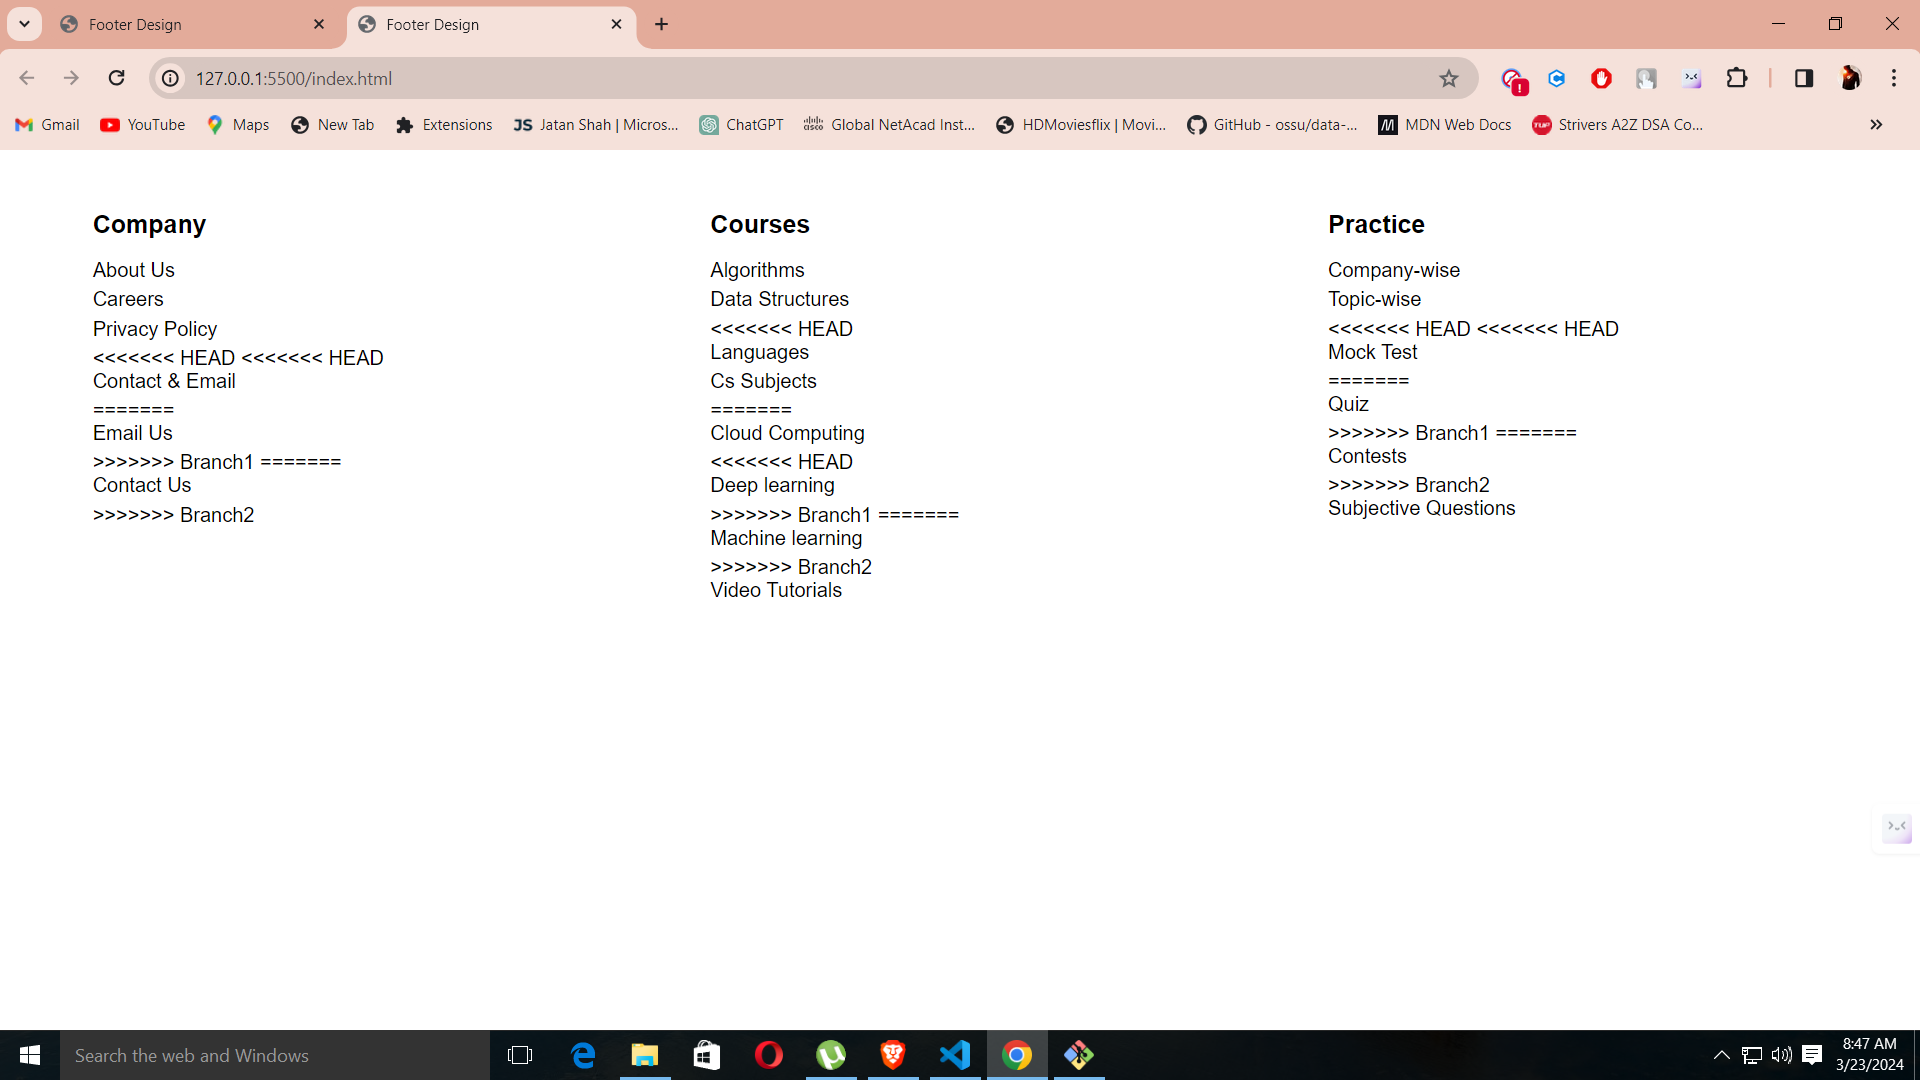 Footer Design
Footer Design
127.0.0.1:5500/index.html
!
Gmail
YouTube
Maps
New Tab
Extensions
JS Jatan Shah | Micros...
ChatGPT
cisco Global NetAcad Inst...
HDMoviesflix | Movi...
GitHub - ossu/data-...
M MDN Web Docs
TUF Strivers A2Z DSA Co...
Company
About Us
Careers
Privacy Policy
<<<<<<< HEAD <<<<<<< HEAD
Contact & Email
=======
Email Us
>>>>>>> Branch1 =======
Contact Us
>>>>>>> Branch2
Courses
Algorithms
Data Structures
<<<<<<< HEAD
Languages
Cs Subjects
=======
Cloud Computing
<<<<<<< HEAD
Deep learning
>>>>>>> Branch1 =======
Machine learning
>>>>>>> Branch2
Video Tutorials
Practice
Company-wise
Topic-wise
<<<<<<< HEAD <<<<<<< HEAD
Mock Test
=======
Quiz
>>>>>>> Branch1 =======
Contests
>>>>>>> Branch2
Subjective Questions
Search the web and Windows
8:47 AM
3/23/2024